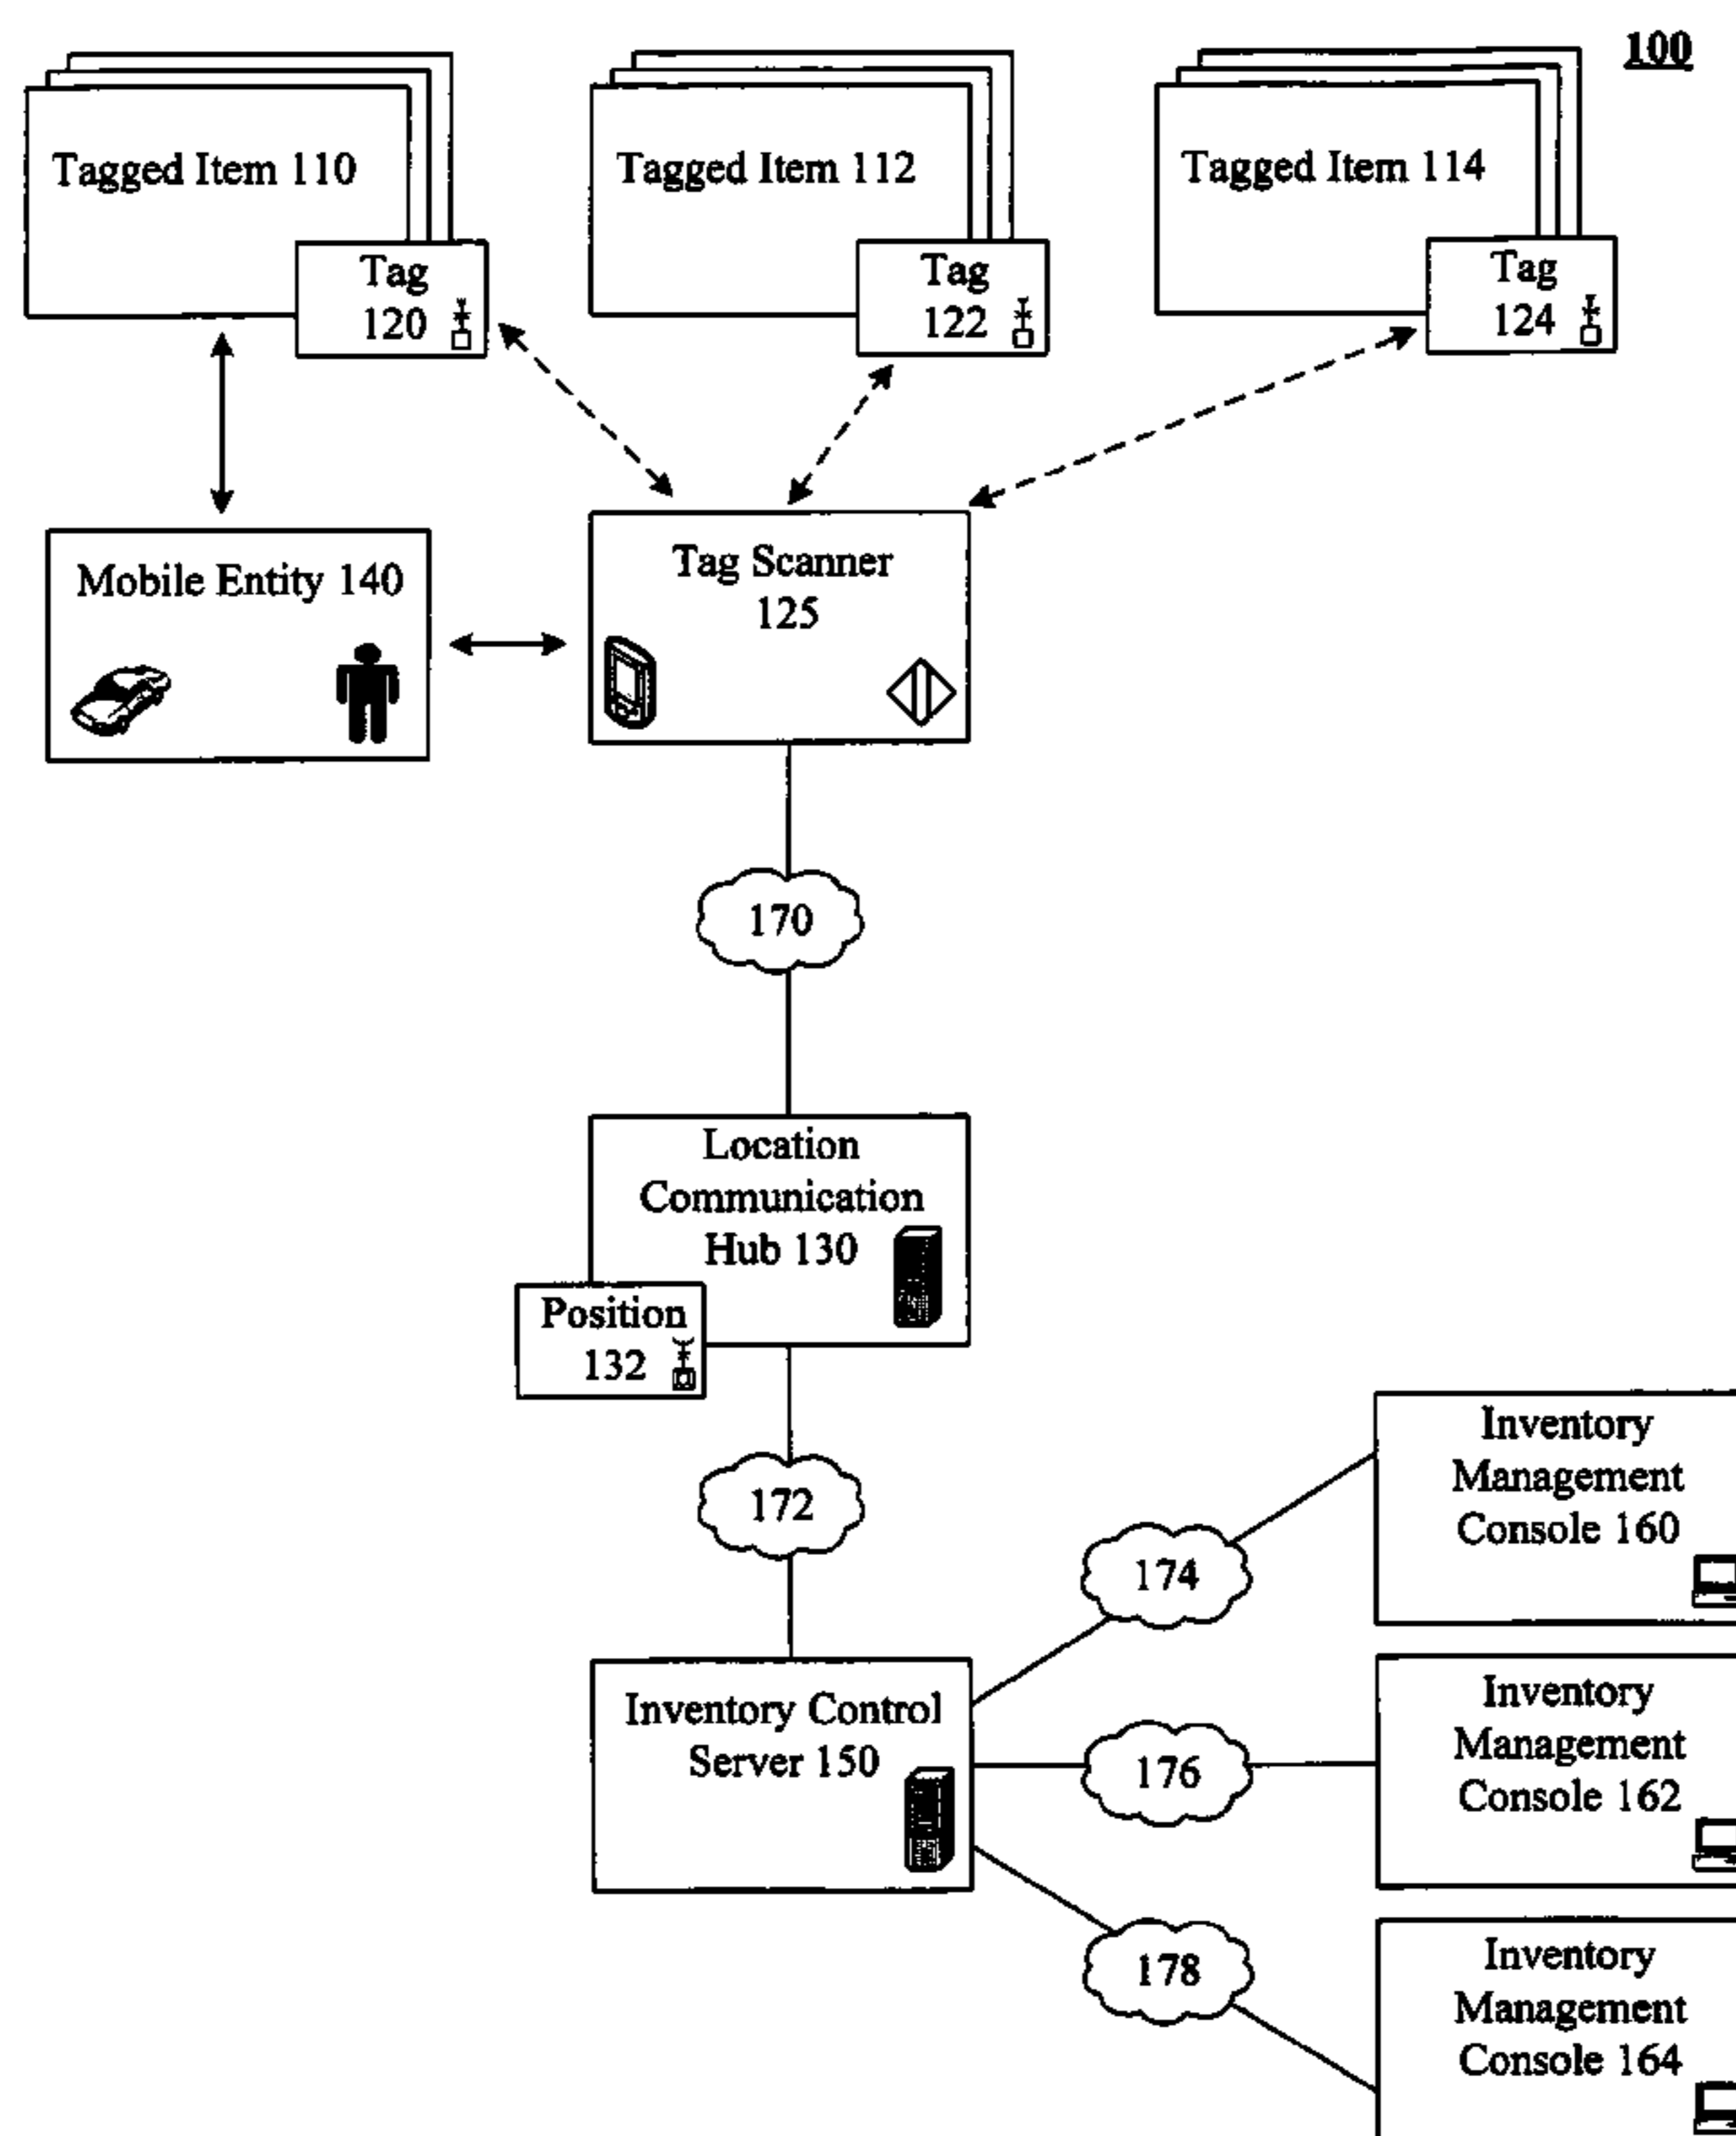 100
Tagged Item 110
Tagged Item 112
Tagged Item 114
Tag
120
Tag
122
Tag
124
Mobile Entity 140
Tag Scanner
125
170
Location
Communication
Hub 130
Position
132
172
Inventory
Management
Console 160
174
Inventory Control
Server 150
176
Inventory
Management
Console 162
178
Inventory
Management
Console 164